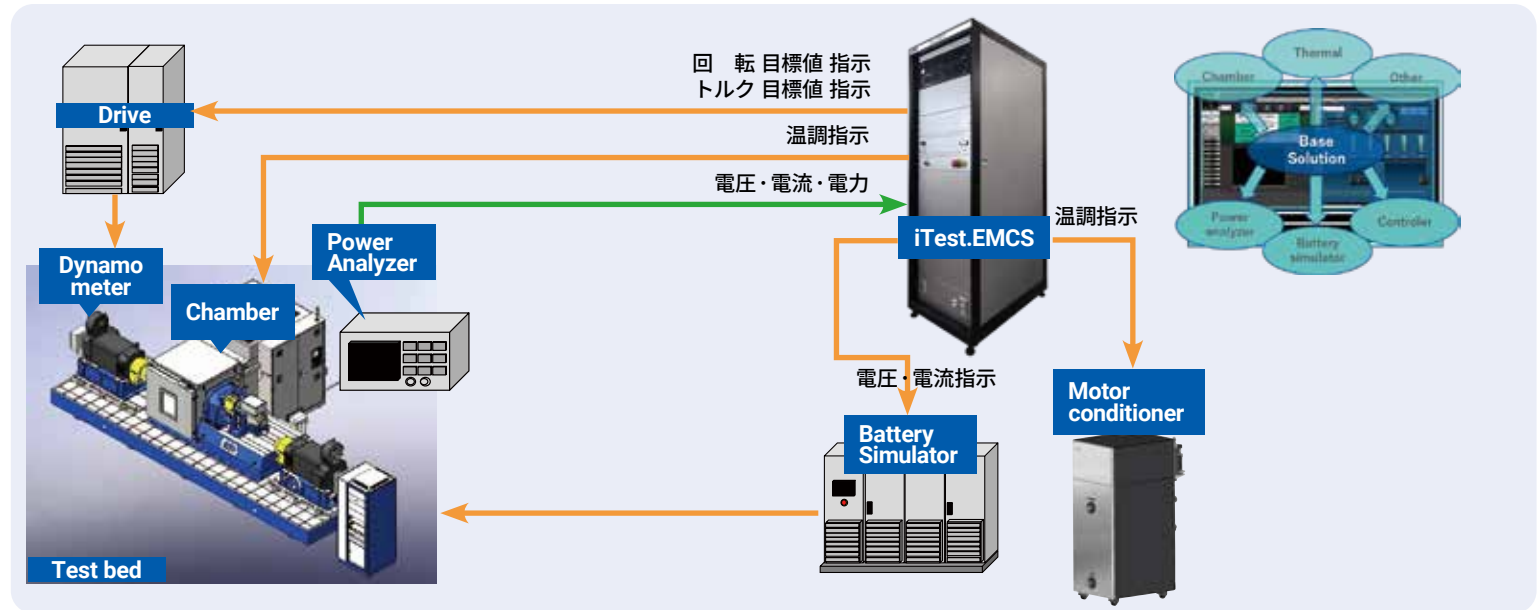 回　転 目標値 指示
トルク 目標値 指示
Drive
温調指示
電圧・電流・電力
iTest.EMCS
温調指示
Power
Analyzer
Dynamo
meter
Chamber
電圧・電流指示
Battery
Simulator
Motor
conditioner
Test bed
Thermal
Chamber
Other
Base
Solution
Power
analyzer
Battery
simulator
Controler